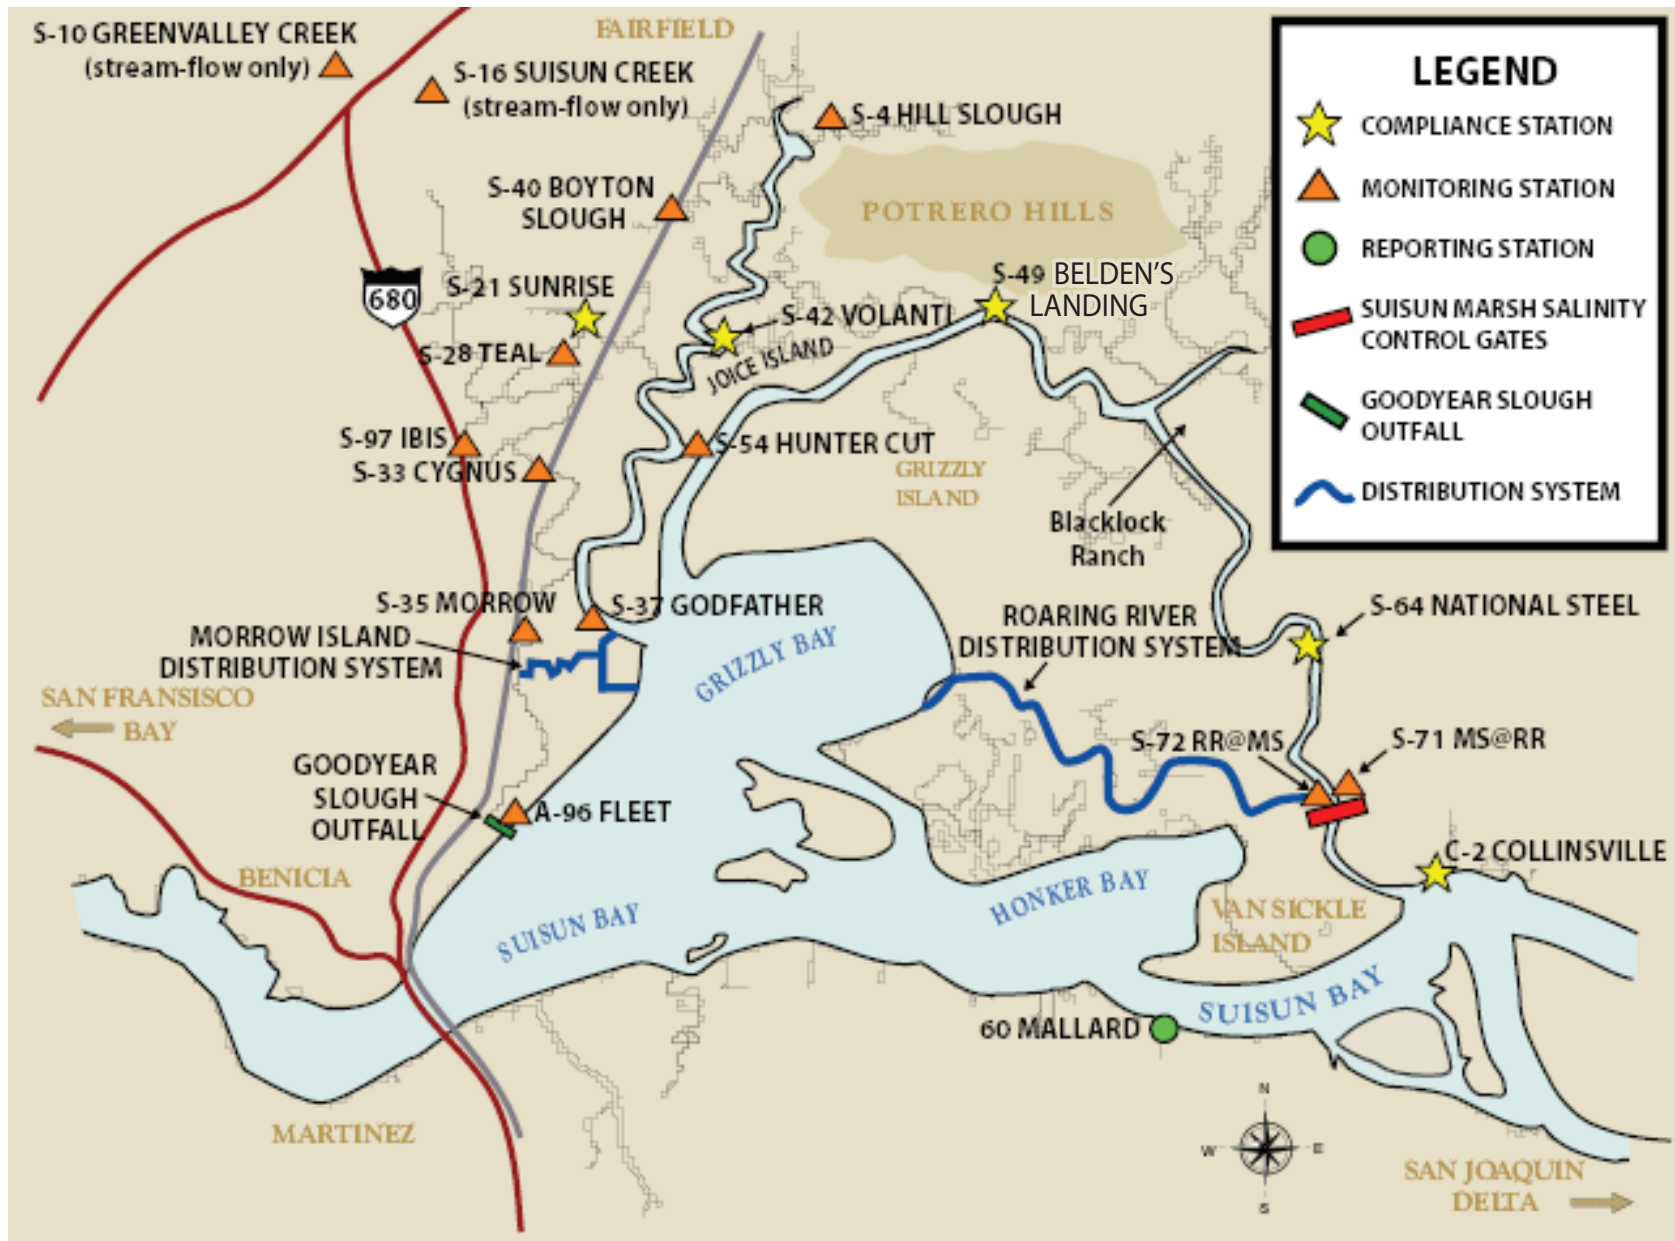 S-10 GREENVALLEY CREEK
(stream-flow only)
FAIRFIELD
S-16 SUISUN CREEK
(stream-flow only)
S-4 HILL SLOUGH
S-40 BOYTON
SLOUGH
POTRERO HILLS
680
S-21 SUNRISE
S-49 BELDEN'S
LANDING
S-42 VOLANTI
JOICE ISLAND
S-28 TEAL
S-97 IBIS
S-33 CYGNUS
S-54 HUNTER CUT
GRIZZLY
ISLAND
Blacklock
Ranch
S-35 MORROW
S-37 GODFATHER
MORROW ISLAND
DISTRIBUTION SYSTEM
GRIZZLY BAY
ROARING RIVER
DISTRIBUTION SYSTEM
S-64 NATIONAL STEEL
SAN FRANSISCO
BAY
S-72 RR@MS
S-71 MS@RR
GOODYEAR
SLOUGH
OUTFALL
A-96 FLEET
C-2 COLLINSVILLE
BENICIA
SUISUN BAY
HONKER BAY
VAN SICKLE
ISLAND
SUISUN BAY
60 MALLARD
MARTINEZ
N
W
E
S
SAN JOAQUIN
DELTA
LEGEND
COMPLIANCE STATION
MONITORING STATION
REPORTING STATION
SUISUN MARSH SALINITY
CONTROL GATES
GOODYEAR SLOUGH
OUTFALL
DISTRIBUTION SYSTEM